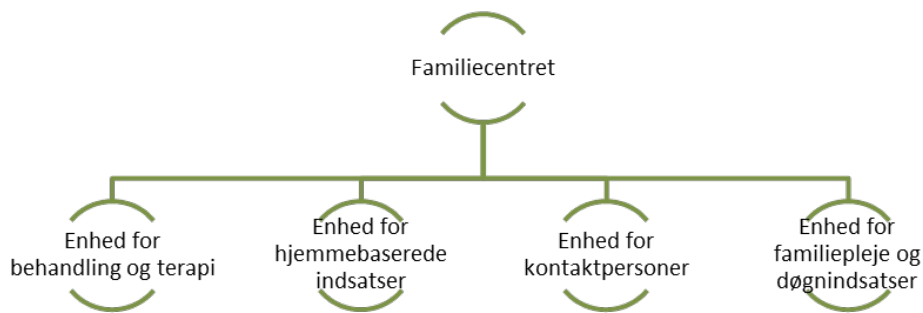 Familiecentret
Enhed for
behandling og terapi
Enhed for
hjemmebaserede
indsatser
Enhed for
kontaktpersoner
Enhed for
familiepleje og
døgnindsatser